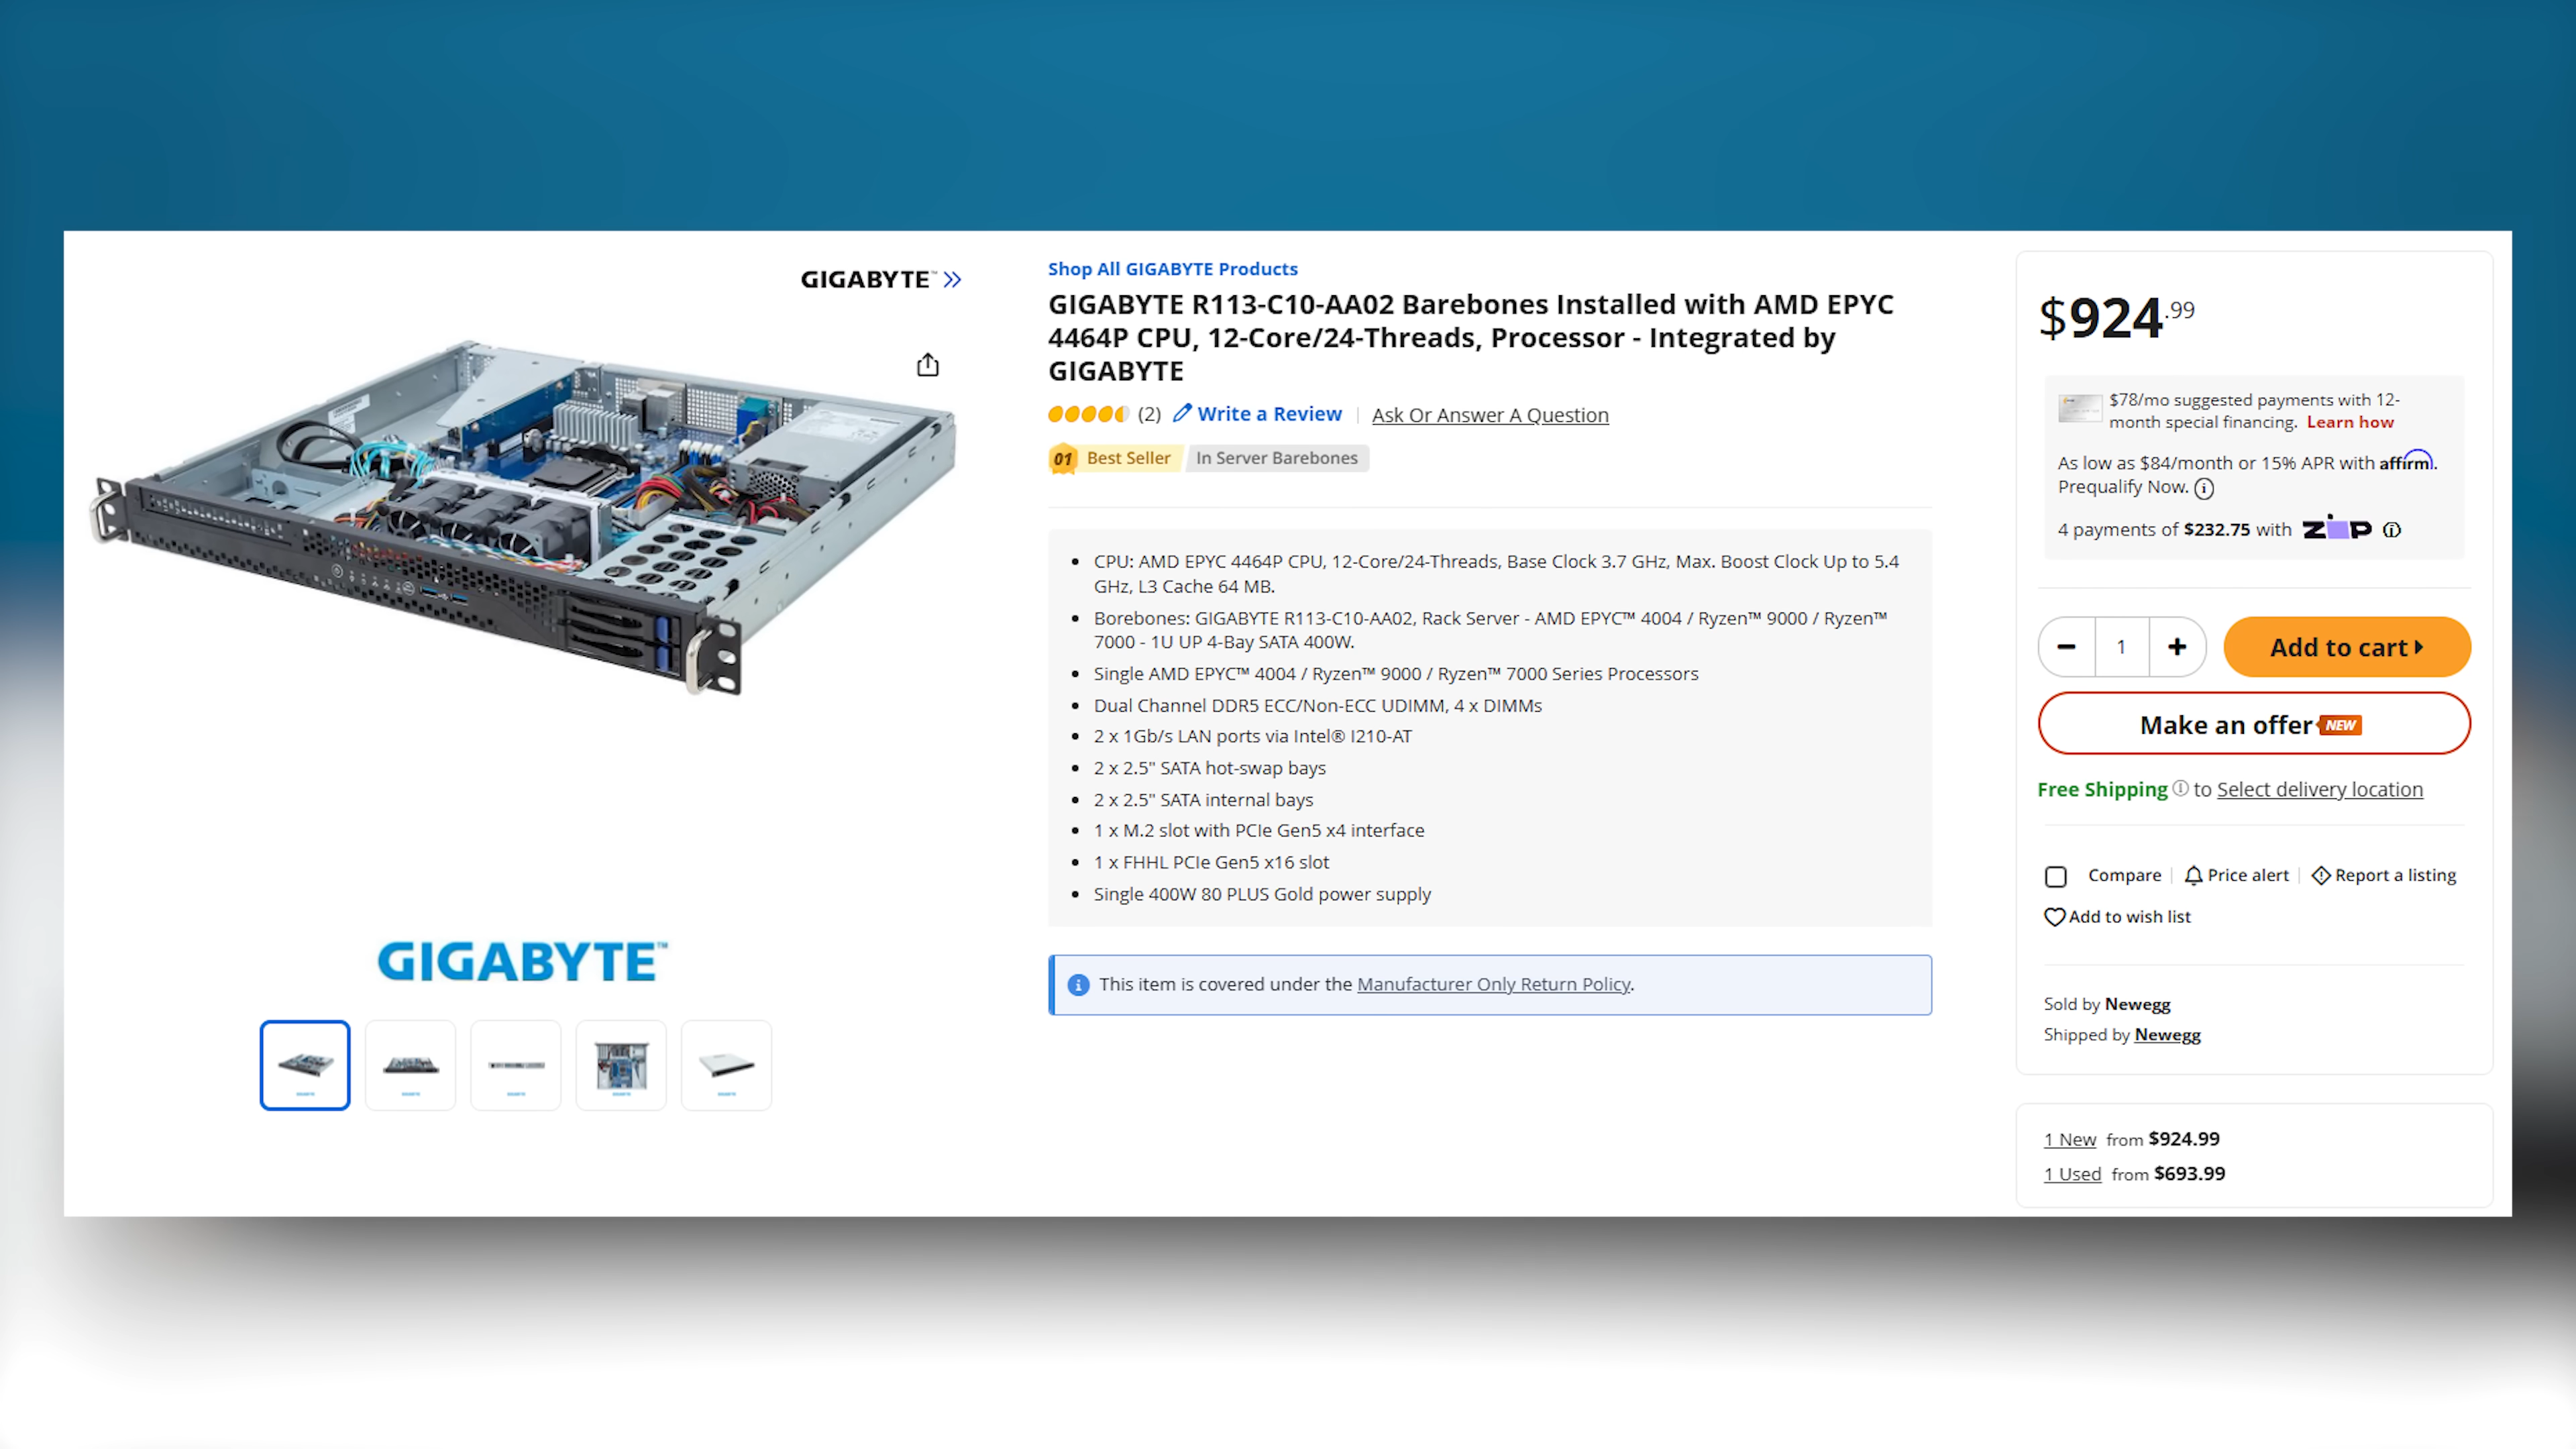 GIGABYTE™
Shop All GIGABYTE Products
GIGABYTE R113-C10-AA02 Barebones Installed with AMD EPYC
4464P CPU, 12-Core/24-Threads, Processor - Integrated by
GIGABYTE
(2) Write a Review | Ask Or Answer A Question
01 Best Seller In Server Barebones
• CPU: AMD EPYC 4464P CPU, 12-Core/24-Threads, Base Clock 3.7 GHz, Max. Boost Clock Up to 5.4
GHz, L3 Cache 64 MB.
• Borebones: GIGABYTE R113-C10-AA02, Rack Server - AMD EPYC™ 4004 / Ryzen™ 9000 / Ryzen™
7000 - 1U UP 4-Bay SATA 400W.
• Single AMD EPYC™ 4004 / Ryzen™ 9000 / Ryzen™ 7000 Series Processors
• Dual Channel DDR5 ECC/Non-ECC UDIMM, 4 x DIMMs
• 2 x 1Gb/s LAN ports via Intel® I210-AT
• 2 x 2.5" SATA hot-swap bays
• 2 x 2.5" SATA internal bays
• 1 x M.2 slot with PCIe Gen5 x4 interface
• 1 x FHHL PCIe Gen5 x16 slot
• Single 400W 80 PLUS Gold power supply
This item is covered under the Manufacturer Only Return Policy.
GIGABYTE™
$924.99
$78/mo suggested payments with 12-
month special financing. Learn how
As low as $84/month or 15% APR with affirm.
Prequalify Now.
4 payments of $232.75 with ZIP
1
Add to cart
Make an offer NEW
Free Shipping to Select delivery location
Compare | Price alert | Report a listing
Add to wish list
Sold by Newegg
Shipped by Newegg
1 New from $924.99
1 Used from $693.99